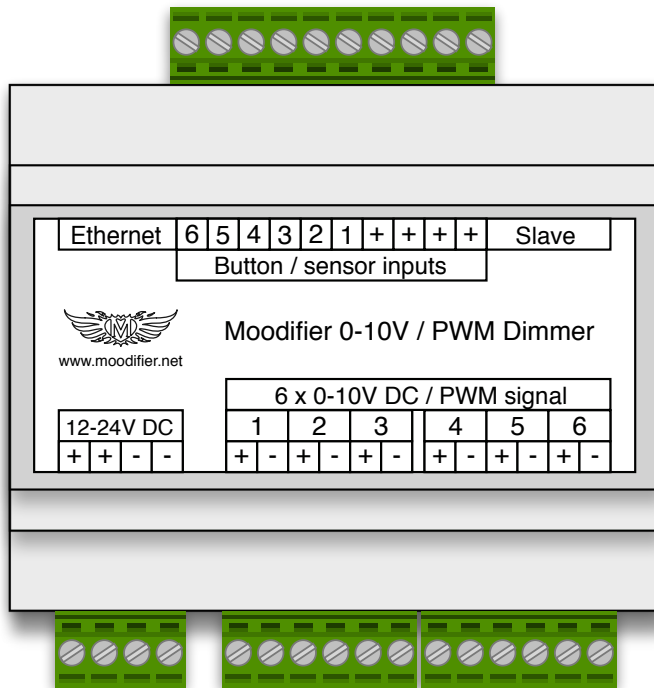 Ethernet 6 5 4 3 2 1 + + + + Slave
Button / sensor inputs
M
Moodifier 0-10V / PWM Dimmer
www.moodifier.net
6 x 0-10V DC / PWM signal
12-24V DC 1 2 3 4 5 6
+ + - - + - + - + - + - + - + -